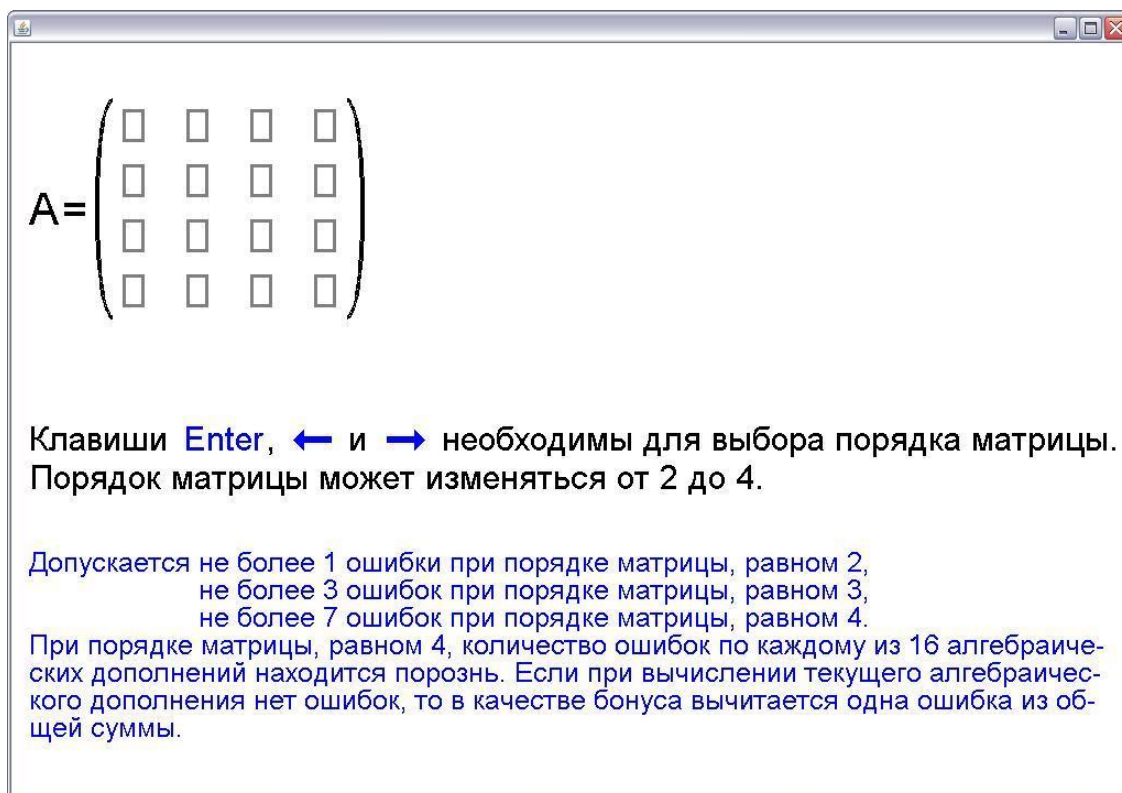 A=
Клавиши Enter, ← и → необходимы для выбора порядка матрицы.
Порядок матрицы может изменяться от 2 до 4.
Допускается не более 1 ошибки при порядке матрицы, равном 2,
не более 3 ошибок при порядке матрицы, равном 3,
не более 7 ошибок при порядке матрицы, равном 4.
При порядке матрицы, равном 4, количество ошибок по каждому из 16 алгебраиче-
ских дополнений находится порознь. Если при вычислении текущего алгебраичес-
кого дополнения нет ошибок, то в качестве бонуса вычитается одна ошибка из об-
щей суммы.